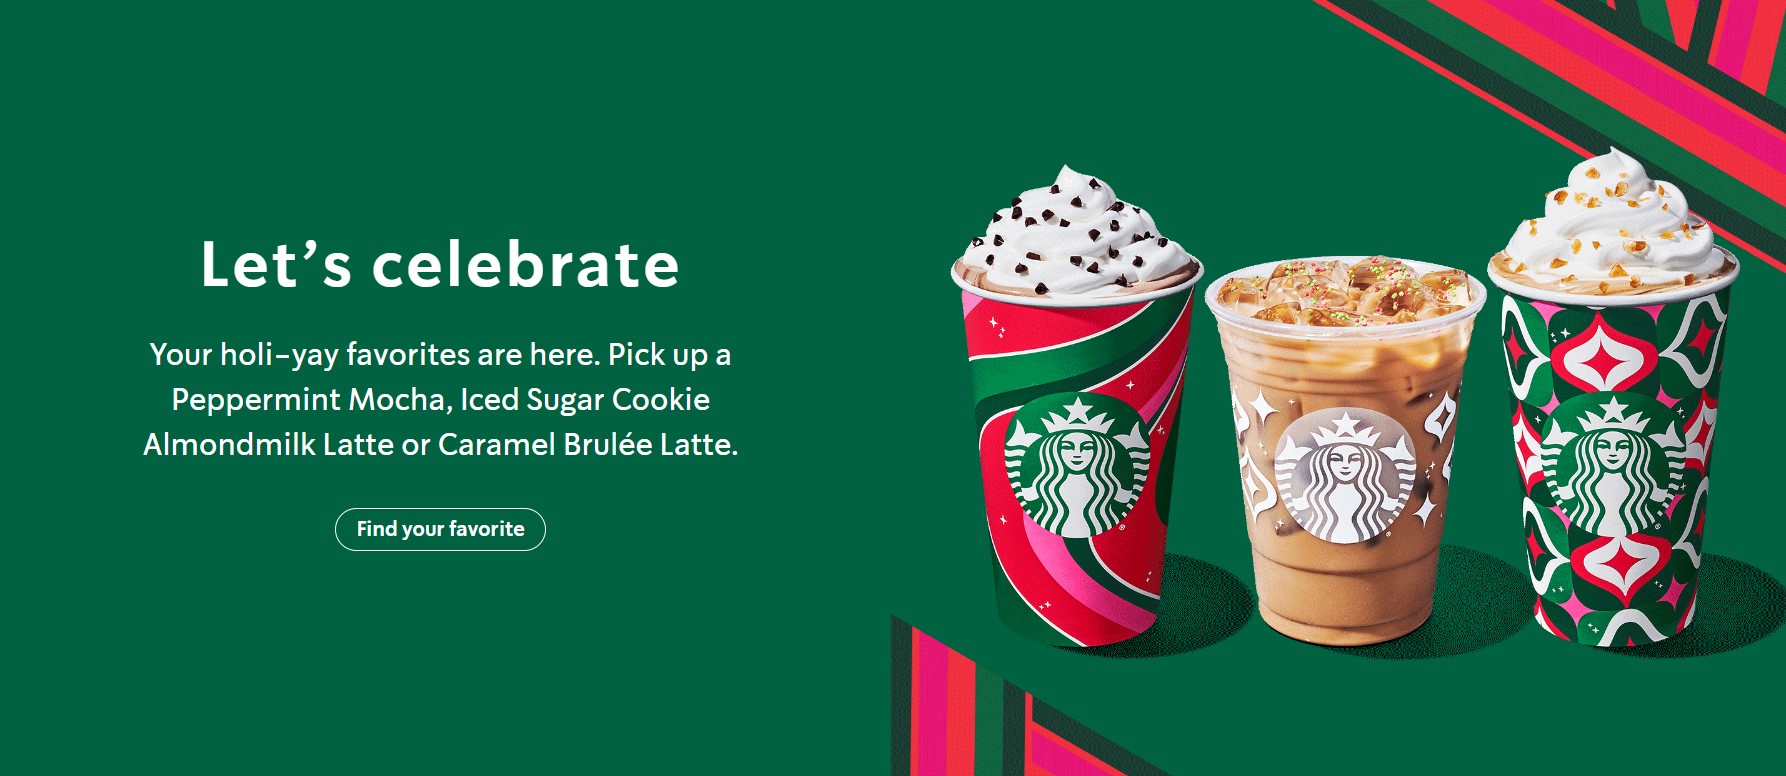 Let’s celebrate
Your holi-yay favorites are here. Pick up a
Peppermint Mocha, Iced Sugar Cookie
Almondmilk Latte or Caramel Brulée Latte.
Find your favorite